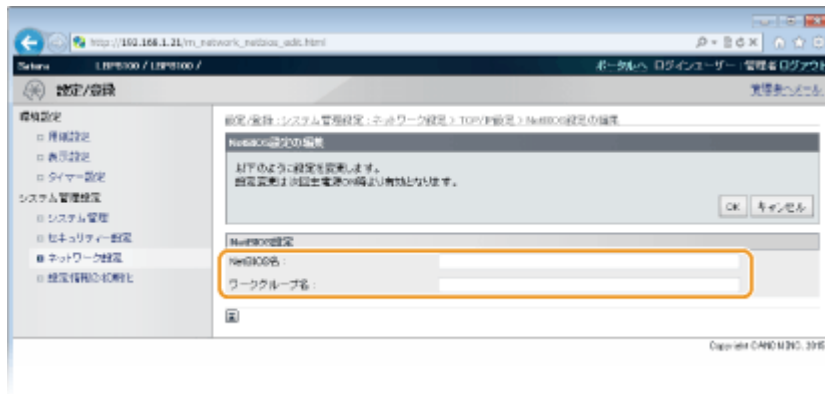 http://192.168.1.21/m_network_netbios_edit.html
Satera LBP8100 / LBP8100 /
ポータルへ ログインユーザー: 管理者 ログアウト
設定/登録
管理者へメール
環境設定
用紙設定
表示設定
タイマー設定
システム管理設定
システム管理
セキュリティー設定
ネットワーク設定
設定情報の初期化
設定/登録 : システム管理設定 : ネットワーク設定 > TCP/IP設定 > NetBIOS設定の編集
NetBIOS設定の編集
以下のように設定を変更します。
設定変更は次回主電源ON時より有効となります。
OK キャンセル
NetBIOS設定
NetBIOS名 :
ワークグループ名 :
Copyright CANON INC. 2015